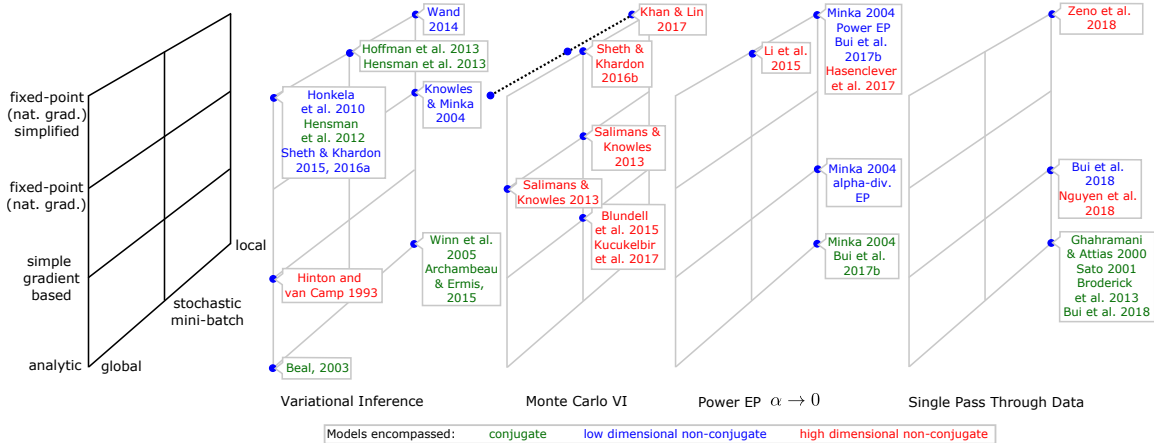 fixed-point
(nat. grad.)
simplified
fixed-point
(nat. grad.)
simple
gradient
based
analytic
global
stochastic
mini-batch
local
Wand
2014
Hoffman et al. 2013
Hensman et al. 2013
Honkela
et al. 2010
Hensman
et al. 2012
Sheth & Khardon
2015, 2016a
Knowles
& Minka
2004
Winn et al.
2005
Archambeau
& Ermis,
2015
Hinton and
van Camp 1993
Beal, 2003
Variational Inference
Khan & Lin
2017
Sheth &
Khardon
2016b
Salimans &
Knowles
2013
Salimans &
Knowles 2013
Blundell
et al. 2015
Kucukelbir
et al. 2017
Monte Carlo VI
Li et al.
2015
Minka 2004
Power EP
Bui et al.
2017b
Hasenclever
et al. 2017
Minka 2004
alpha-div.
EP
Minka 2004
Bui et al.
2017b
Power EP α → 0
Zeno et al.
2018
Bui et al.
2018
Nguyen et al.
2018
Ghahramani
& Attias 2000
Sato 2001
Broderick
et al. 2013
Bui et al. 2018
Single Pass Through Data
Models encompassed: conjugate low dimensional non-conjugate high dimensional non-conjugate